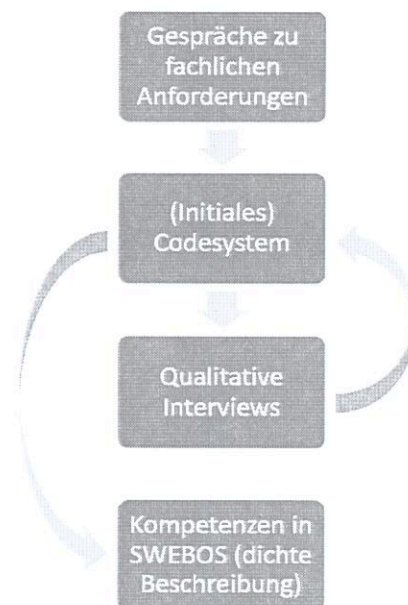 Gespräche zu
fachlichen
Anforderungen
(Initiales)
Codesystem
Qualitative
Interviews
Kompetenzen in
SWEBOS (dichte
Beschreibung)